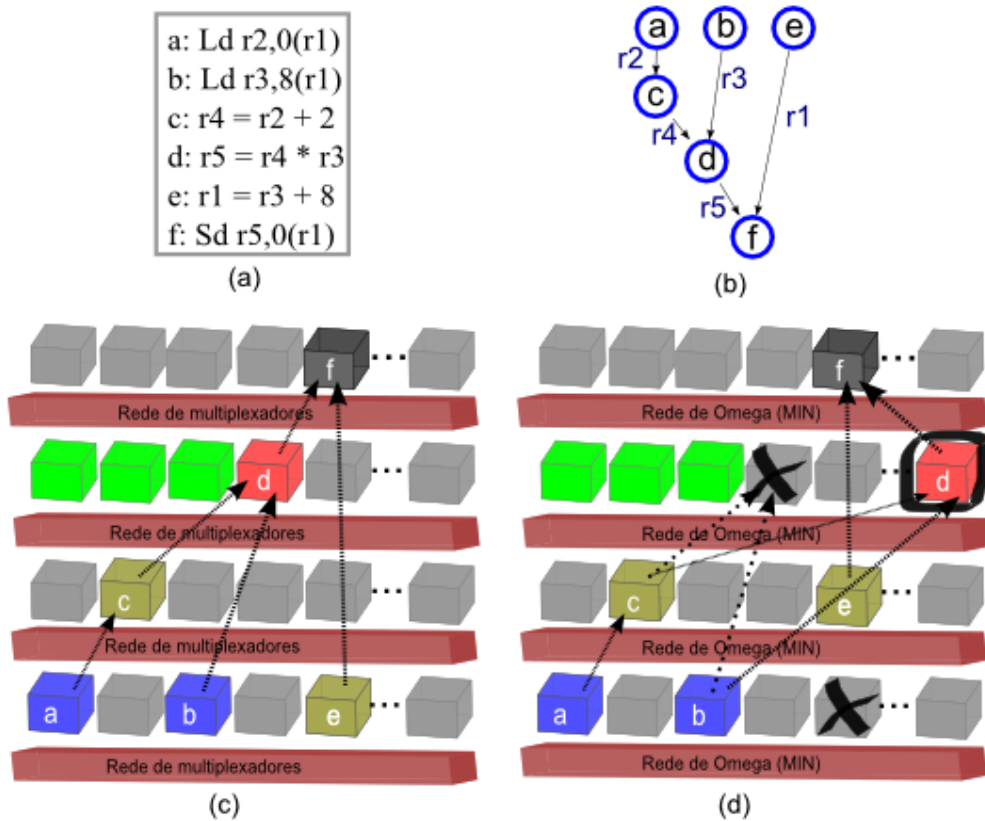 a: Ld r2,0(r1)
b: Ld r3,8(r1)
c: r4 = r2 + 2
d: r5 = r4 * r3
e: r1 = r3 + 8
f: Sd r5,0(r1)
(a)
a b e
r2
r3
c
r1
r4
d
r5
f
(b)
f
Rede de multiplexadores
d
Rede de multiplexadores
c
Rede de multiplexadores
a b e
Rede de multiplexadores
(c)
f
Rede de Omega (MIN)
d
Rede de Omega (MIN)
c e
Rede de Omega (MIN)
a b
Rede de Omega (MIN)
(d)